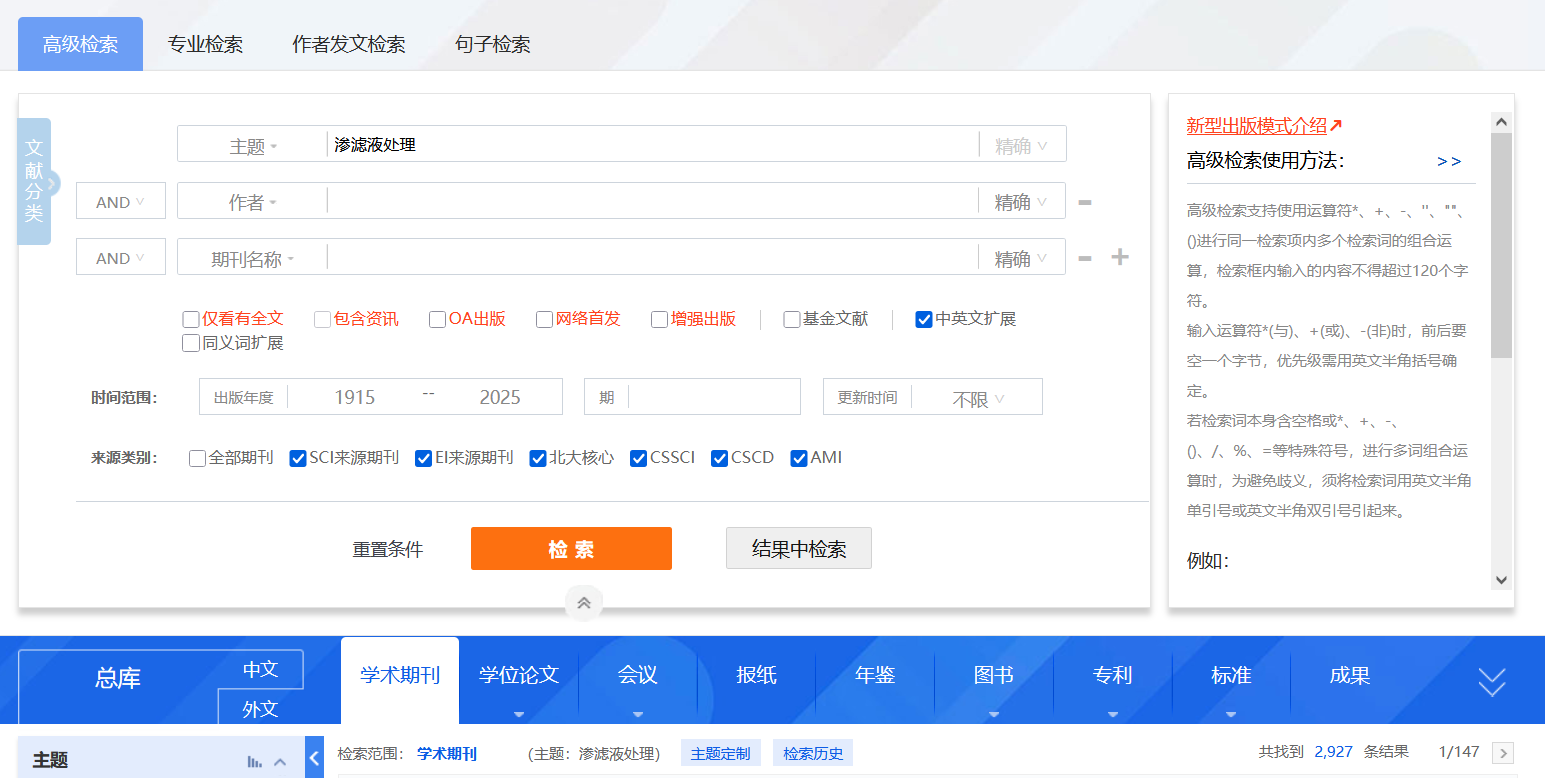 高级检索 专业检索 作者发文检索 句子检索
文献分类
主题 渗滤液处理 精确
AND 作者 精确
AND 期刊名称 精确
仅看有全文 包含资讯 OA出版 网络首发 增强出版 基金文献 中英文扩展
同义词扩展
时间范围： 出版年度 1915 -- 2025 期 更新时间 不限
来源类别： 全部期刊 SCI来源期刊 EI来源期刊 北大核心 CSSCI CSCD AMI
重置条件 检 索 结果中检索
新型出版模式介绍
高级检索使用方法： >>
高级检索支持使用运算符*、+、-、''、""、
()进行同一检索项内多个检索词的组合运
算，检索框内输入的内容不得超过120个字
符。
输入运算符*(与)、+(或)、-(非)时，前后要
空一个字节，优先级需用英文半角括号确
定。
若检索词本身含空格或*、+、-、
()、/、%、=等特殊符号，进行多词组合运
算时，为避免歧义，须将检索词用英文半角
单引号或英文半角双引号引起来。
例如：
总库 中文 外文 学术期刊 学位论文 会议 报纸 年鉴 图书 专利 标准 成果
主题 检索范围： 学术期刊 (主题：渗滤液处理) 主题定制 检索历史 共找到 2,927 条结果 1/147